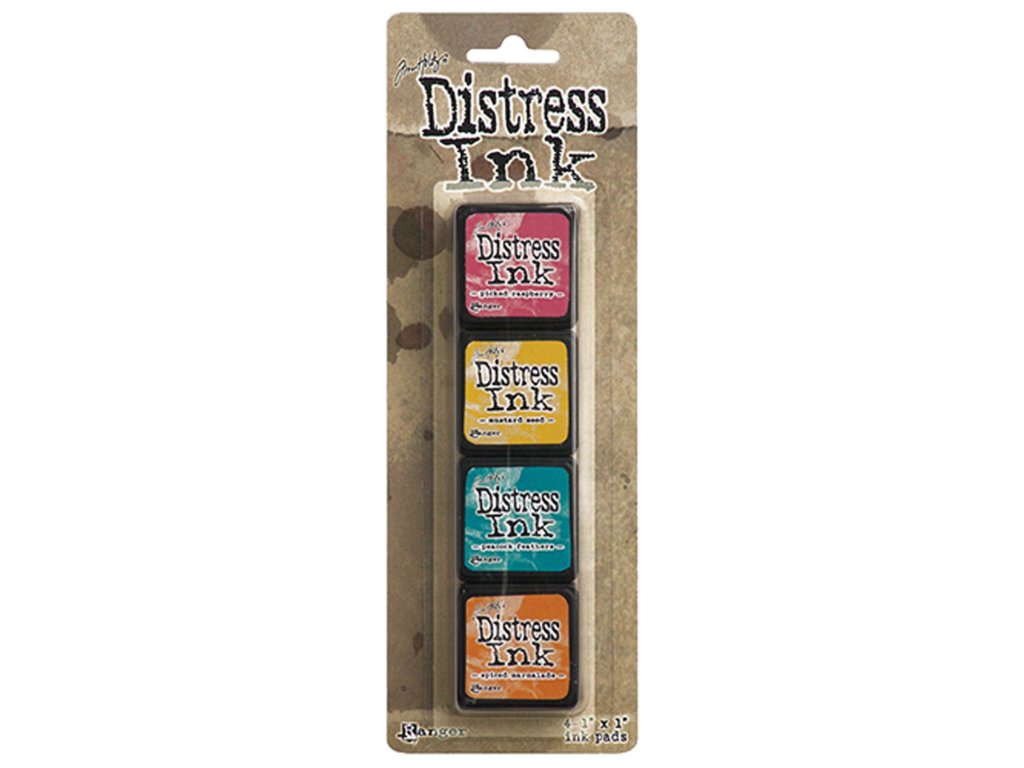 Tim Holtz®
Distress
Ink
Distress
Ink
– picked raspberry –
Ranger
Distress
Ink
– mustard seed –
Ranger
Distress
Ink
– peacock feathers –
Ranger
Distress
Ink
– spiced marmalade –
Ranger
Ranger
4-1" x 1"
ink pads